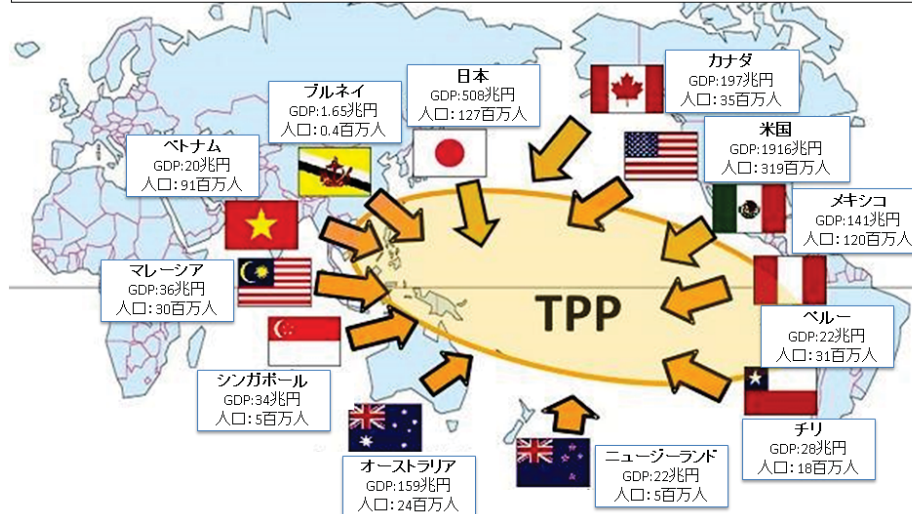 カナダ
GDP:197兆円
人口:35百万人
日本
GDP:508兆円
人口:127百万人
ブルネイ
GDP:1.65兆円
人口:0.4百万人
米国
GDP:1916兆円
人口:319百万人
ベトナム
GDP:20兆円
人口:91百万人
メキシコ
GDP:141兆円
人口:120百万人
マレーシア
GDP:36兆円
人口:30百万人
TPP
ペルー
GDP:22兆円
人口:31百万人
シンガポール
GDP:34兆円
人口:5百万人
チリ
GDP:28兆円
人口:18百万人
オーストラリア
GDP:159兆円
人口:24百万人
ニュージーランド
GDP:22兆円
人口:5百万人